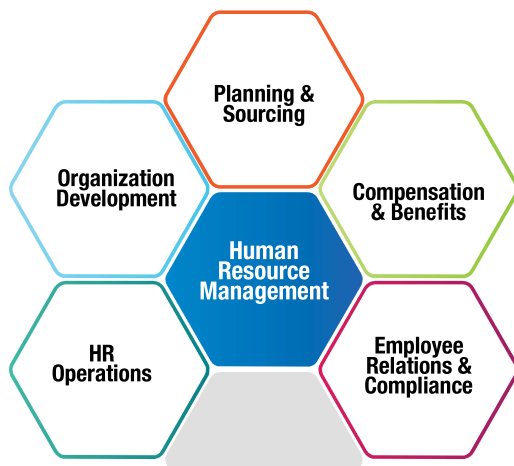 Planning &
Sourcing
Organization
Development
Compensation
& Benefits
Human
Resource
Management
HR
Operations
Employee
Relations &
Compliance